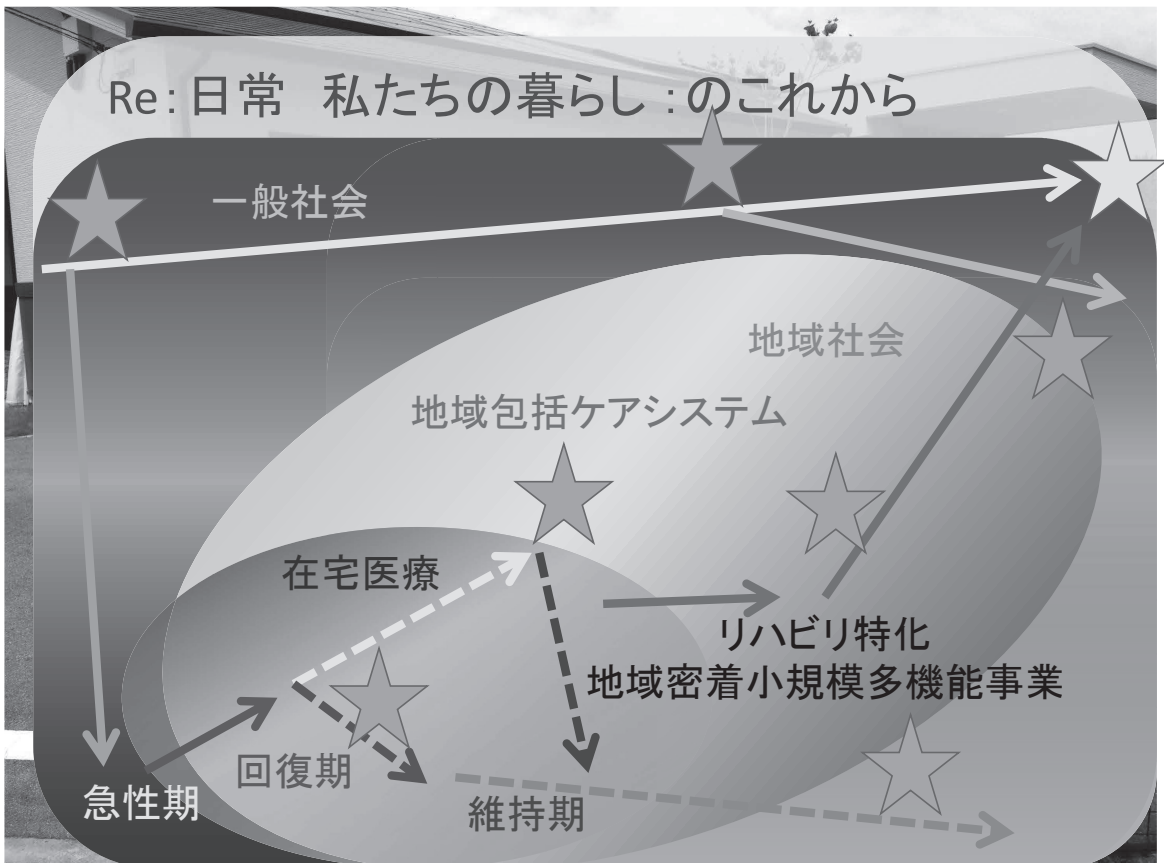 Re:日常 私たちの暮らし:のこれから
一般社会
地域社会
地域包括ケアシステム
在宅医療
リハビリ特化
地域密着小規模多機能事業
回復期
急性期
維持期